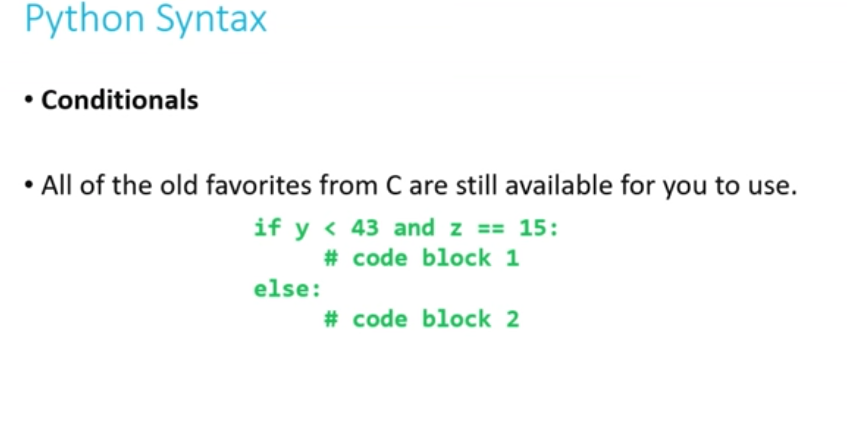 Python Syntax
• Conditionals
• All of the old favorites from C are still available for you to use.
if y < 43 and z == 15:
# code block 1
else:
# code block 2